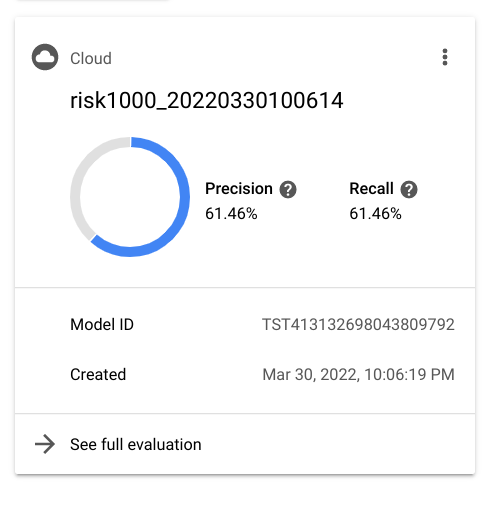 Cloud
risk1000_20220330100614
Precision ? Recall ?
61.46% 61.46%
Model ID TST413132698043809792
Created Mar 30, 2022, 10:06:19 PM
See full evaluation